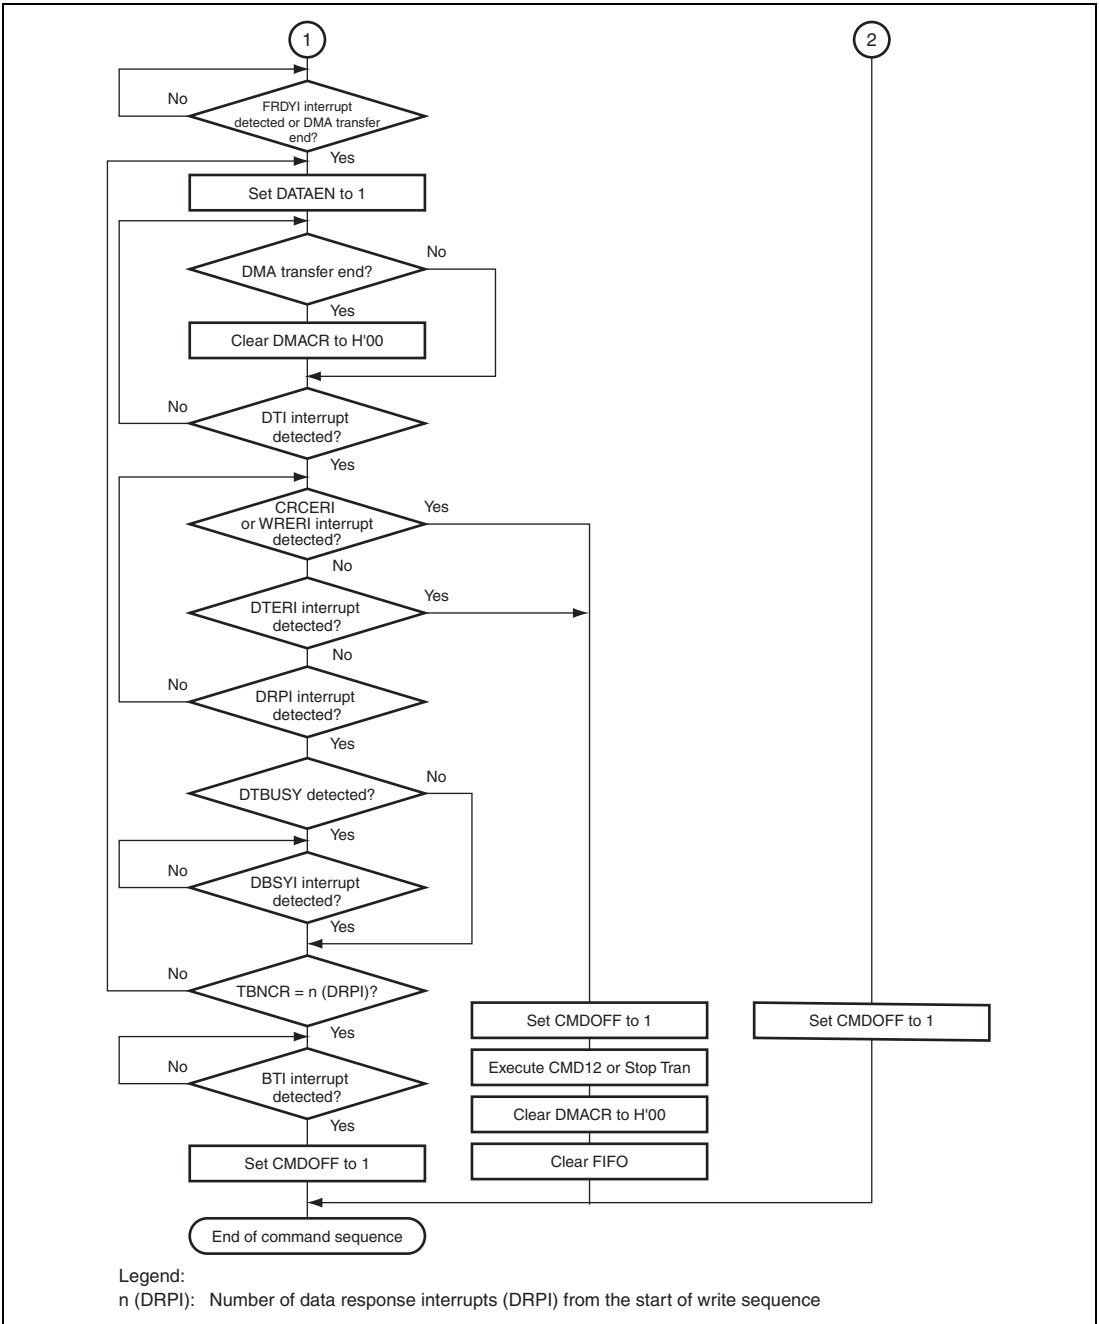 1
2
No
FRDYI interrupt
detected or DMA transfer
end?
Yes
Set DATAEN to 1
No
DMA transfer end?
Yes
Clear DMACR to H'00
No
DTI interrupt
detected?
Yes
CRCERI
or WRERI interrupt
detected?
Yes
No
DTERI interrupt
detected?
Yes
No
No
DRPI interrupt
detected?
Yes
No
DTBUSY detected?
Yes
No
DBSYI interrupt
detected?
Yes
No
TBNCR = n (DRPI)?
Yes
No
BTI interrupt
detected?
Yes
Set CMDOFF to 1
Set CMDOFF to 1
Execute CMD12 or Stop Tran
Clear DMACR to H'00
Clear FIFO
Set CMDOFF to 1
End of command sequence
Legend:
n (DRPI): Number of data response interrupts (DRPI) from the start of write sequence